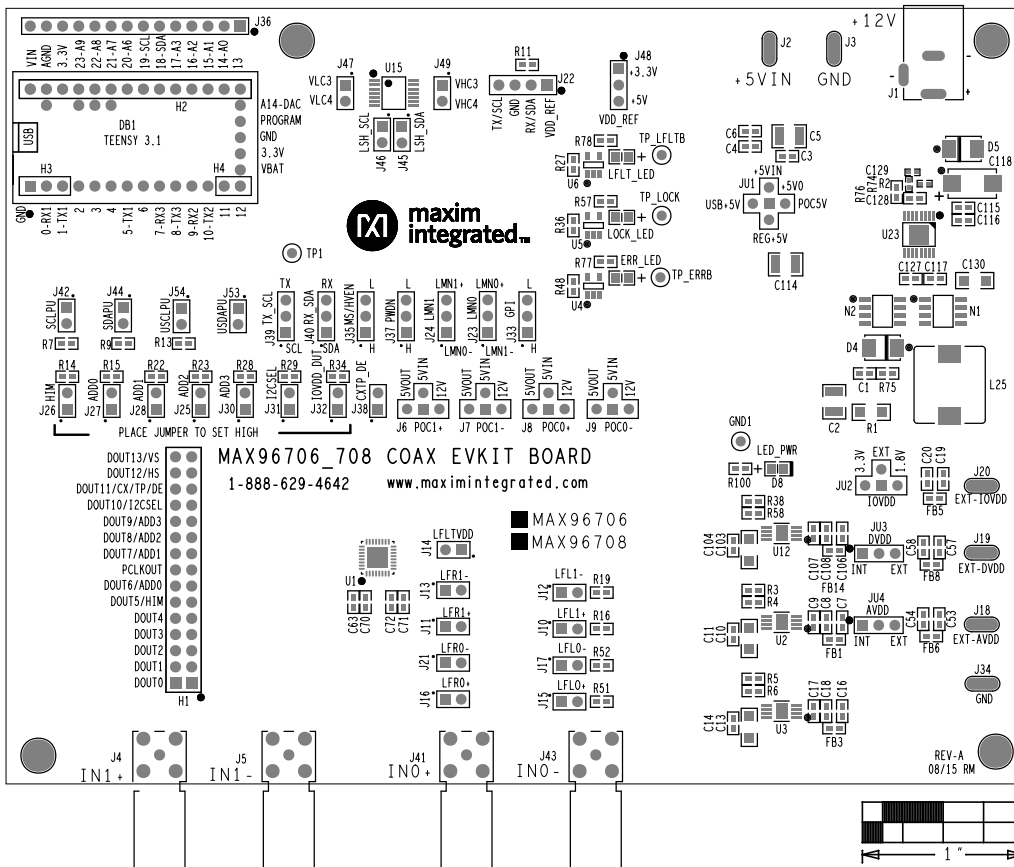 J36
VIN
AGND
3.3V
23-A9
22-A8
21-A7
20-A6
19-SCL
18-SDA
17-A3
16-A2
15-A1
14-A0
13
H2
DB1
TEENSY 3.1
USB
A14-DAC
PROGRAM
GND
3.3V
VBAT
H3
H4
GND
0-RX1
1-TX1
2
3
4
5-TX1
6
7-RX3
8-TX3
9-RX2
10-TX2
11
12
J47
VLC3
VLC4
U15
J49
VHC3
VHC4
LSH_SCL
LSH_SDA
J46
J45
R11
J22
TX/SCL
GND
RX/SDA
VDD_REF
J48
+3.3V
+5V
VDD_REF
+12V
J2
+5VIN
J3
GND
J1
-
-
+
R78
R27
U6
LFLT_LED
+
TP_LFLTB
R57
R36
U5
LOCK_LED
+
TP_LOCK
R77
R48
U4
ERR_LED
+
TP_ERRB
C6
C4
C5
C3
+5VIN
JU1
+5V0
USB+5V
POC5V
REG+5V
C114
D5
C118
C129
R2
R76
R74
C128
+
C115
C116
U23
C127
C117
C130
N2
N1
D4
C1
R75
L25
C2
R1
maxim
integrated™
TP1
J42
SCLPU
R7
J44
SDAPU
R9
J54
USCLPU
R13
J53
USDAPU
TX
J39
TX_SCL
SCL
RX
J40
RX_SDA
SDA
L
J35
MS/HVEN
H
L
J37
PWDN
H
LMN1+
J24
LMN1
LMN0-
LMN0+
J23
LMN0
LMN1-
L
J33
GPI
H
R14
HIM
J26
R15
ADD0
J27
R22
ADD1
J28
R23
ADD2
J25
R28
ADD3
J30
R29
I2CSEL
J31
R34
IOVDD_DUT
J32
CXTP_DE
J38
5VOUT
5VIN
12V
J6 POC1+
5VOUT
5VIN
12V
J7 POC1-
5VOUT
5VIN
12V
J8 POC0+
5VOUT
5VIN
12V
J9 POC0-
PLACE JUMPER TO SET HIGH
MAX96706_708 COAX EVKIT BOARD
1-888-629-4642
www.maximintegrated.com
MAX96706
MAX96708
DOUT13/VS
DOUT12/HS
DOUT11/CX/TP/DE
DOUT10/I2CSEL
DOUT9/ADD3
DOUT8/ADD2
DOUT7/ADD1
PCLKOUT
DOUT6/ADD0
DOUT5/HIM
DOUT4
DOUT3
DOUT2
DOUT1
DOUT0
H1
U1
C63
C70
C72
C71
LFLTVDD
J14
LFR1-
J13
LFR1+
J11
LFR0-
J21
LFR0+
J16
LFL1-
J12
R19
LFL1+
J10
R16
LFL0-
J17
R52
LFL0+
J15
R51
GND1
LED_PWR
R100
+
D8
3.3V
EXT
1.8V
JU2
IOVDD
C20
C19
FB5
J20
EXT-IOVDD
R38
R58
C104
C103
U12
C107
C108
C106
FB14
JU3
DVDD
INT
EXT
C58
C57
FB8
J19
EXT-DVDD
R3
R4
C11
C10
U2
C9
C8
C7
FB1
JU4
AVDD
INT
EXT
C54
C53
FB6
J18
EXT-AVDD
R5
R6
C14
C13
U3
C17
C18
C16
FB3
J34
GND
J4
IN1+
J5
IN1-
J41
IN0+
J43
IN0-
REV-A
08/15 RM
1"